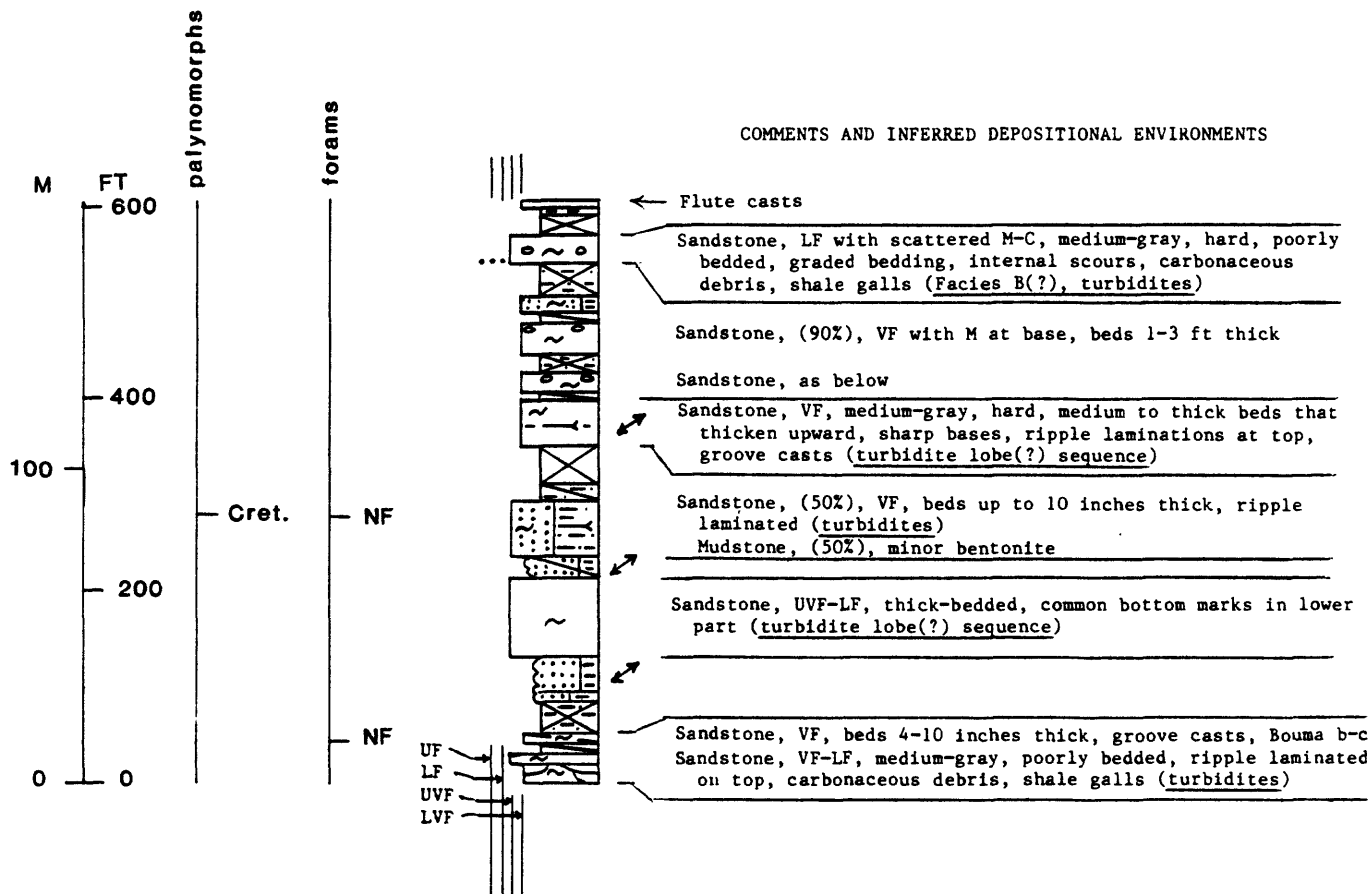 palynomorphs
forams
COMMENTS AND INFERRED DEPOSITIONAL ENVIRONMENTS
M
FT
600
← Flute casts
Sandstone, LF with scattered M-C, medium-gray, hard, poorly
bedded, graded bedding, internal scours, carbonaceous
debris, shale galls (Facies B(?), turbidites)
Sandstone, (90%), VF with M at base, beds 1-3 ft thick
Sandstone, as below
400
Sandstone, VF, medium-gray, hard, medium to thick beds that
thicken upward, sharp bases, ripple laminations at top,
groove casts (turbidite lobe(?) sequence)
100
Cret.
NF
Sandstone, (50%), VF, beds up to 10 inches thick, ripple
laminated (turbidites)
Mudstone, (50%), minor bentonite
200
Sandstone, UVF-LF, thick-bedded, common bottom marks in lower
part (turbidite lobe(?) sequence)
NF
Sandstone, VF, beds 4-10 inches thick, groove casts, Bouma b-c
Sandstone, VF-LF, medium-gray, poorly bedded, ripple laminated
on top, carbonaceous debris, shale galls (turbidites)
0
0
UF
LF
UVF
LVF